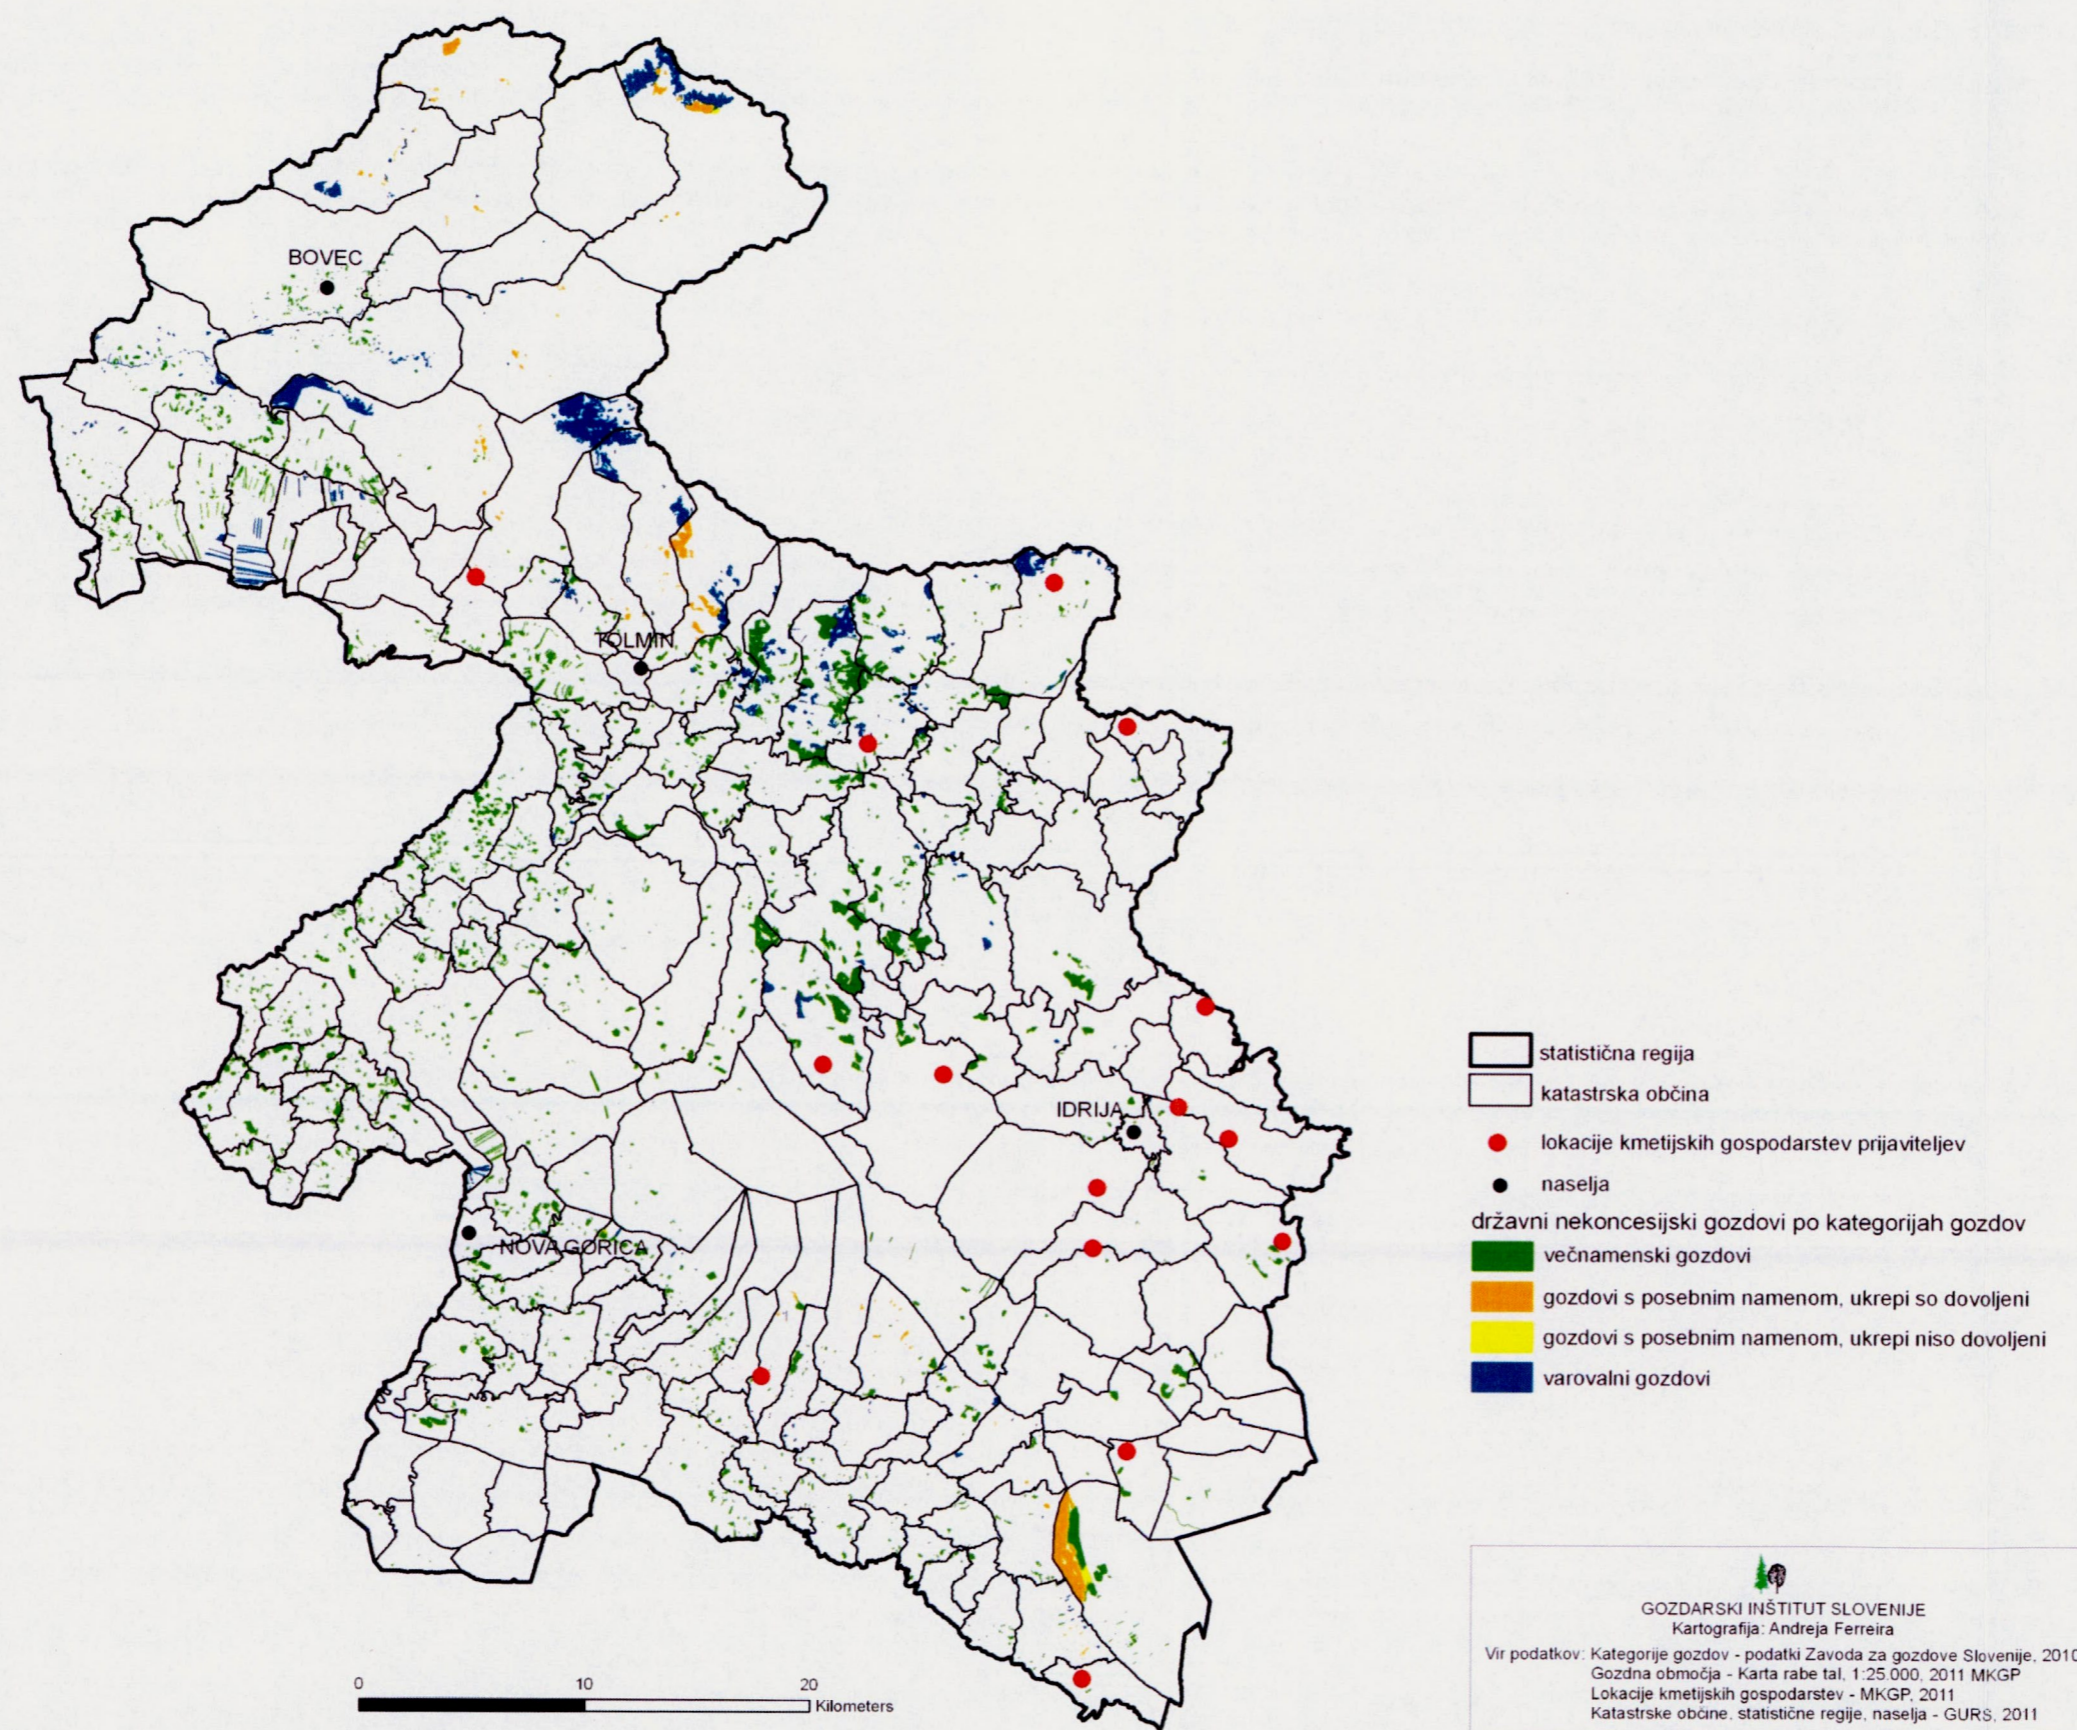 BOVEC
TOLMIN
IDRIJA
NOVA GORICA
statistična regija
katastrska občina
lokacije kmetijskih gospodarstev prijaviteljev
naselja
državni nekoncesijski gozdovi po kategorijah gozdov
večnamenski gozdovi
gozdovi s posebnim namenom, ukrepi so dovoljeni
gozdovi s posebnim namenom, ukrepi niso dovoljeni
varovalni gozdovi
GOZDARSKI INŠTITUT SLOVENIJE
Kartografija: Andreja Ferreira
Vir podatkov: Kategorije gozdov - podatki Zavoda za gozdove Slovenije, 2010
Gozdna območja - Karta rabe tal, 1:25.000, 2011 MKGP
Lokacije kmetijskih gospodarstev - MKGP, 2011
Katastrske občine, statistične regije, naselja - GURS, 2011
0 10 20
Kilometers